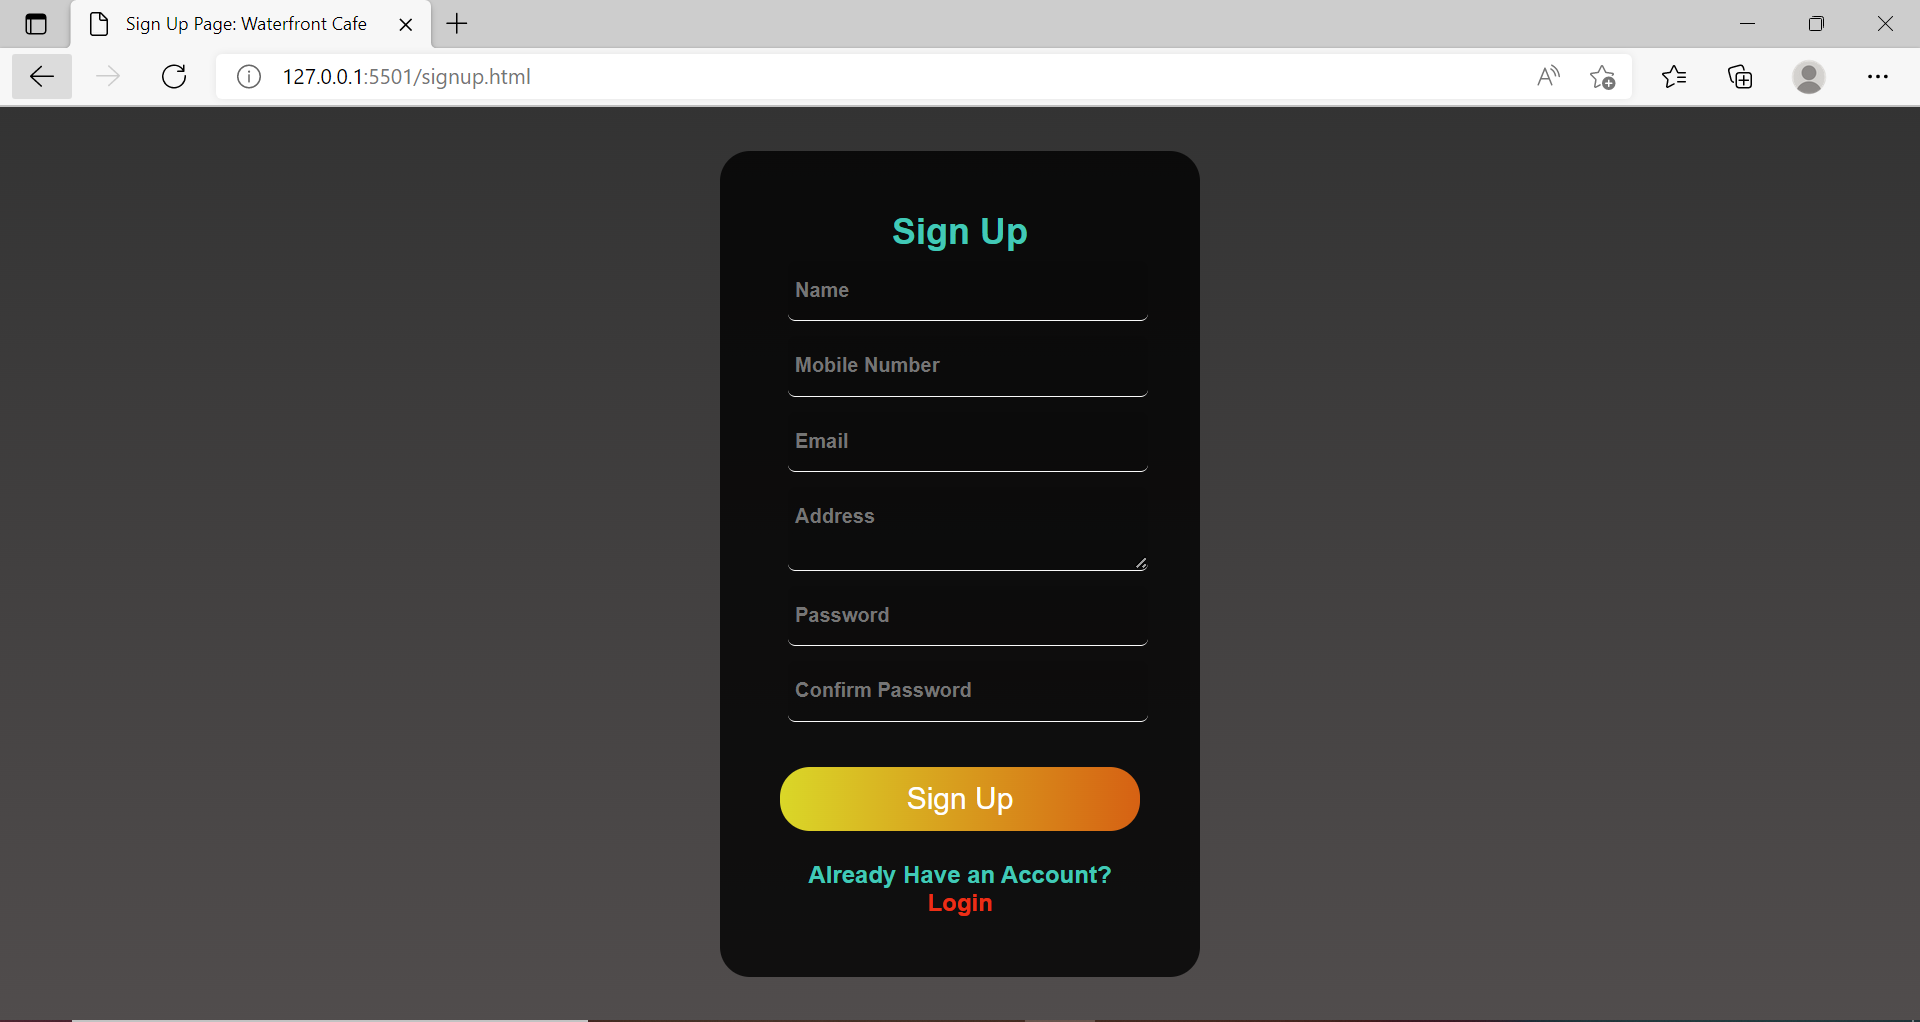 Sign Up Page: Waterfront Cafe
127.0.0.1:5501/signup.html
Sign Up
Name
Mobile Number
Email
Address
Password
Confirm Password
Sign Up
Already Have an Account?
Login